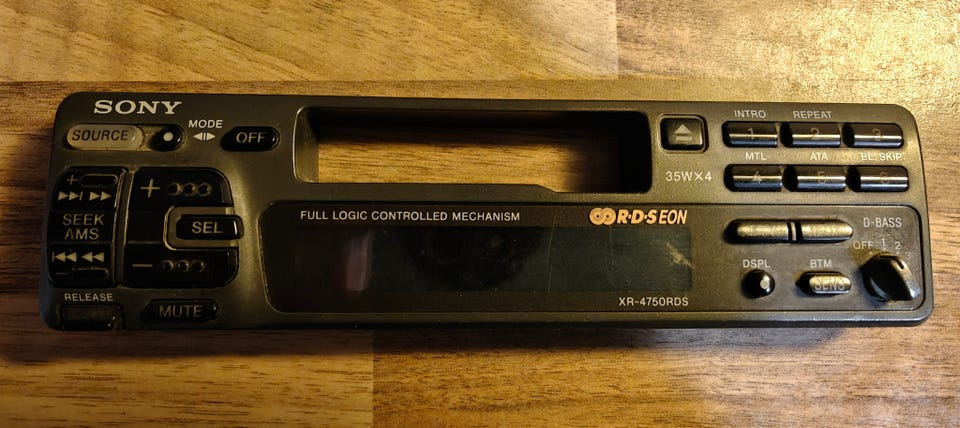 SONY
MODE
SOURCE
OFF
+
SEEK
AMS
-
+
SEL
-
RELEASE
MUTE
FULL LOGIC CONTROLLED MECHANISM
R·D·S EON
XR-4750RDS
35W×4
INTRO REPEAT
1 2 3
MTL ATA BL.SKIP
4 5 6
D-BASS
OFF 1 2 3
DSPL BTM
SENS